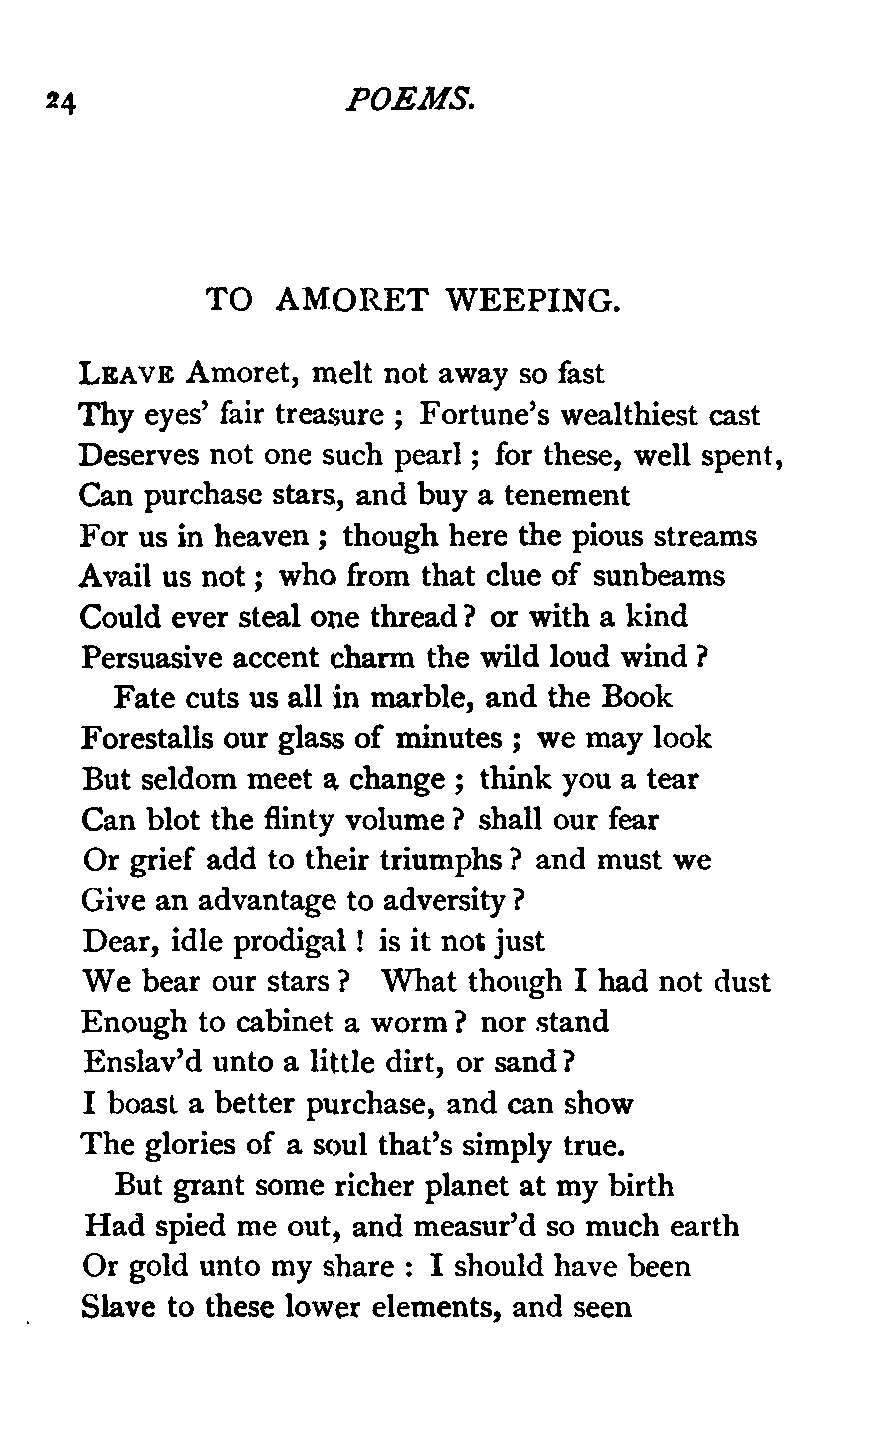 24 POEMS.
TO AMORET WEEPING.
LEAVE Amoret, melt not away so fast
Thy eyes’ fair treasure ; Fortune’s wealthiest cast
Deserves not one such pearl ; for these, well spent,
Can purchase stars, and buy a tenement
For us in heaven ; though here the pious streams
Avail us not ; who from that clue of sunbeams
Could ever steal one thread ? or with a kind
Persuasive accent charm the wild loud wind ?
Fate cuts us all in marble, and the Book
Forestalls our glass of minutes ; we may look
But seldom meet a change ; think you a tear
Can blot the flinty volume ? shall our fear
Or grief add to their triumphs ? and must we
Give an advantage to adversity ?
Dear, idle prodigal ! is it not just
We bear our stars ? What though I had not dust
Enough to cabinet a worm ? nor stand
Enslav’d unto a little dirt, or sand ?
I boast a better purchase, and can show
The glories of a soul that’s simply true.
But grant some richer planet at my birth
Had spied me out, and measur’d so much earth
Or gold unto my share : I should have been
Slave to these lower elements, and seen